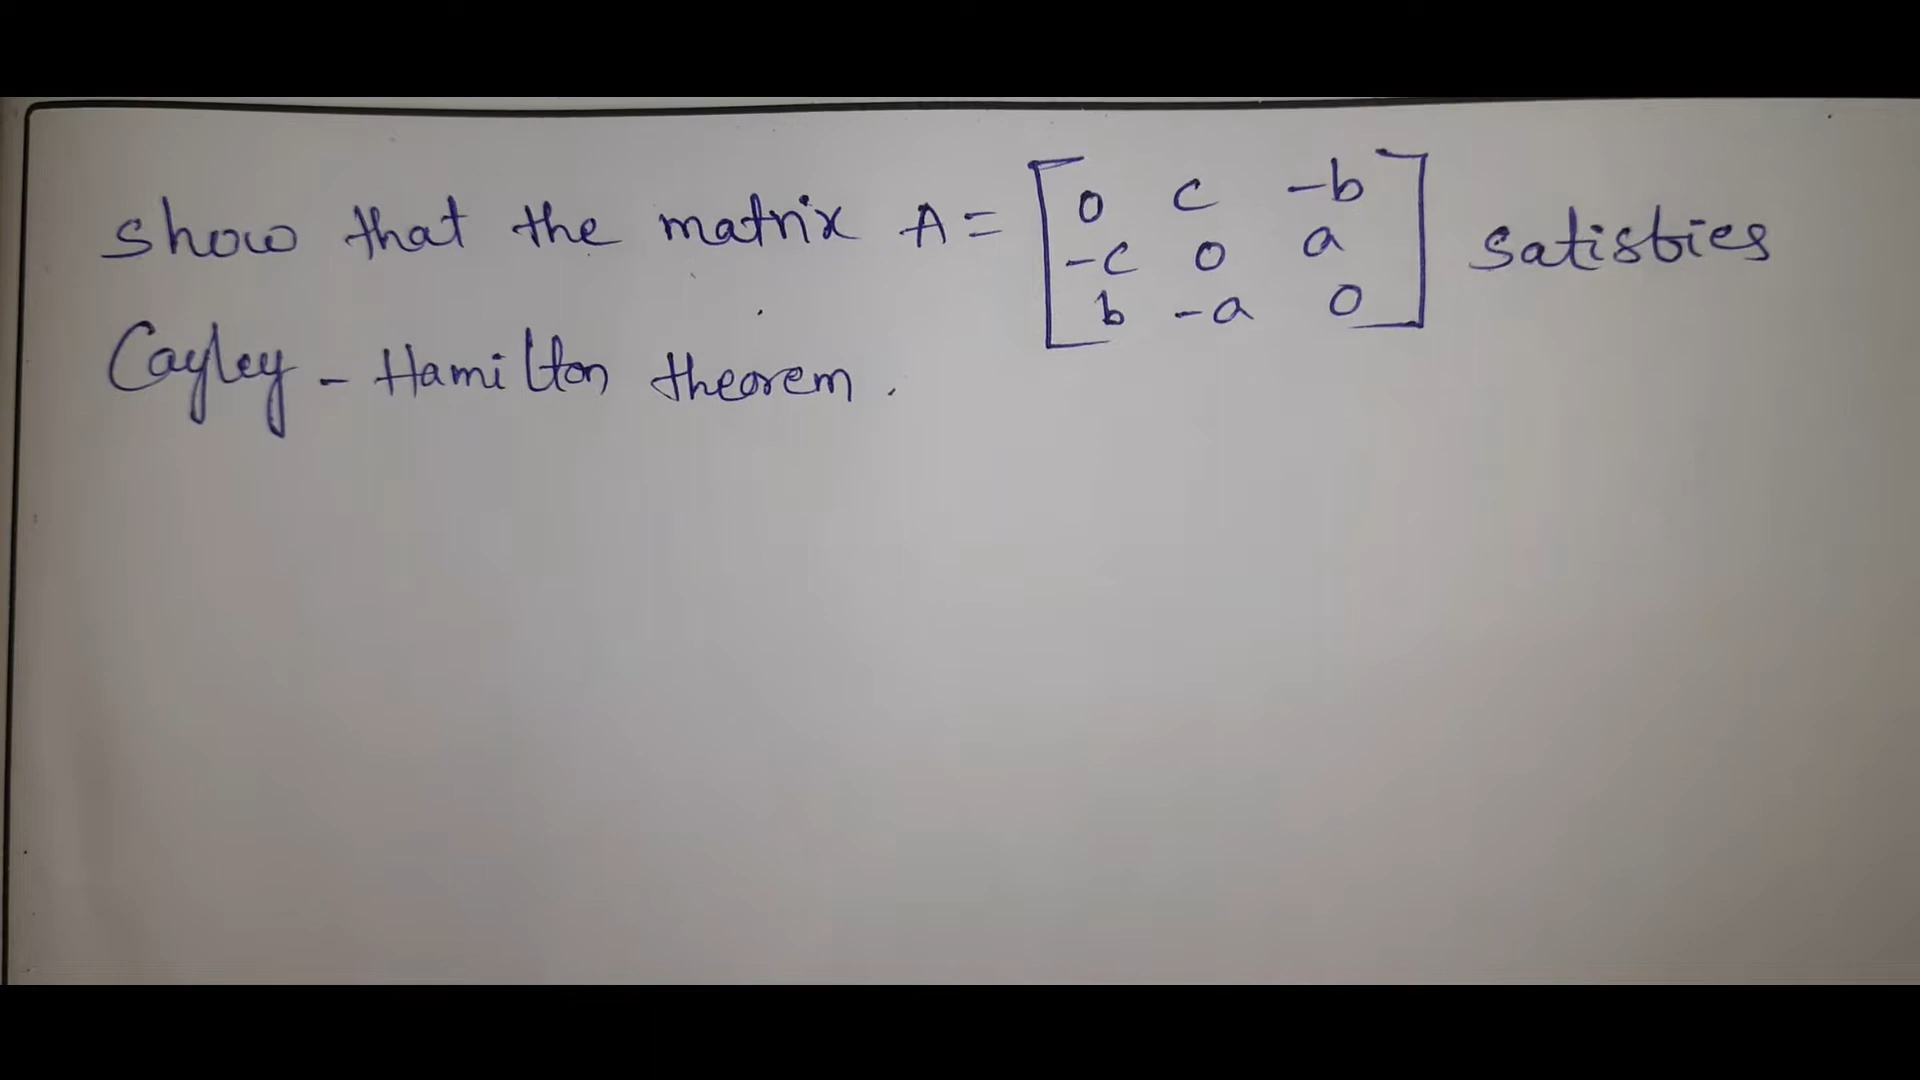 show that the matrix A = [0 c -b; -c 0 a; b -a 0] satisfies
Cayley - Hamilton theorem.